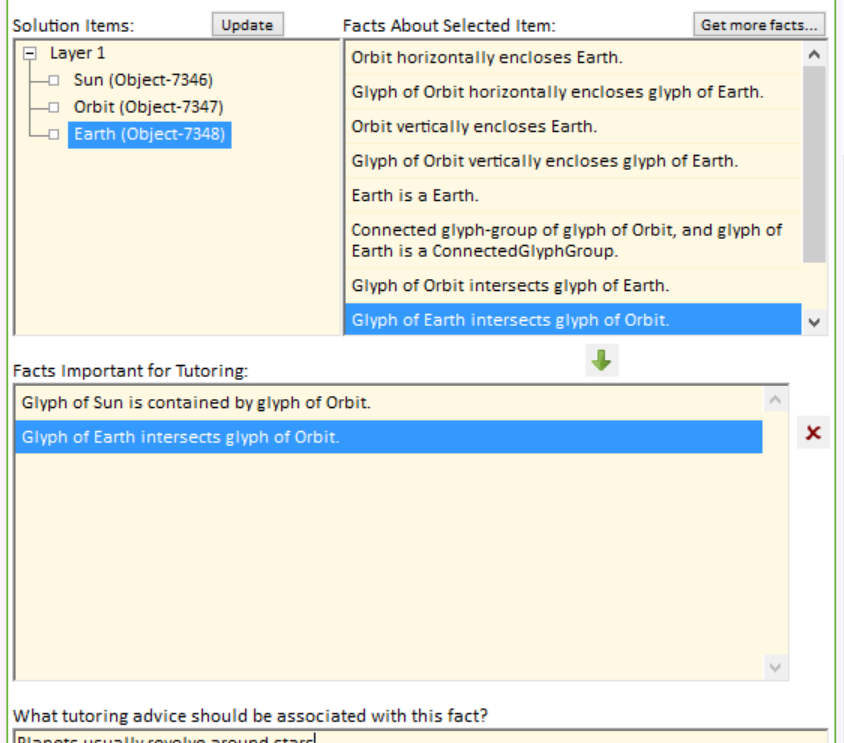 Solution Items:
Update
Facts About Selected Item:
Get more facts...
Layer 1
Sun (Object-7346)
Orbit (Object-7347)
Earth (Object-7348)
Orbit horizontally encloses Earth.
Glyph of Orbit horizontally encloses glyph of Earth.
Orbit vertically encloses Earth.
Glyph of Orbit vertically encloses glyph of Earth.
Earth is a Earth.
Connected glyph-group of glyph of Orbit, and glyph of
Earth is a ConnectedGlyphGroup.
Glyph of Orbit intersects glyph of Earth.
Glyph of Earth intersects glyph of Orbit.
Facts Important for Tutoring:
Glyph of Sun is contained by glyph of Orbit.
Glyph of Earth intersects glyph of Orbit.
What tutoring advice should be associated with this fact?
Planets usually revolve around stars